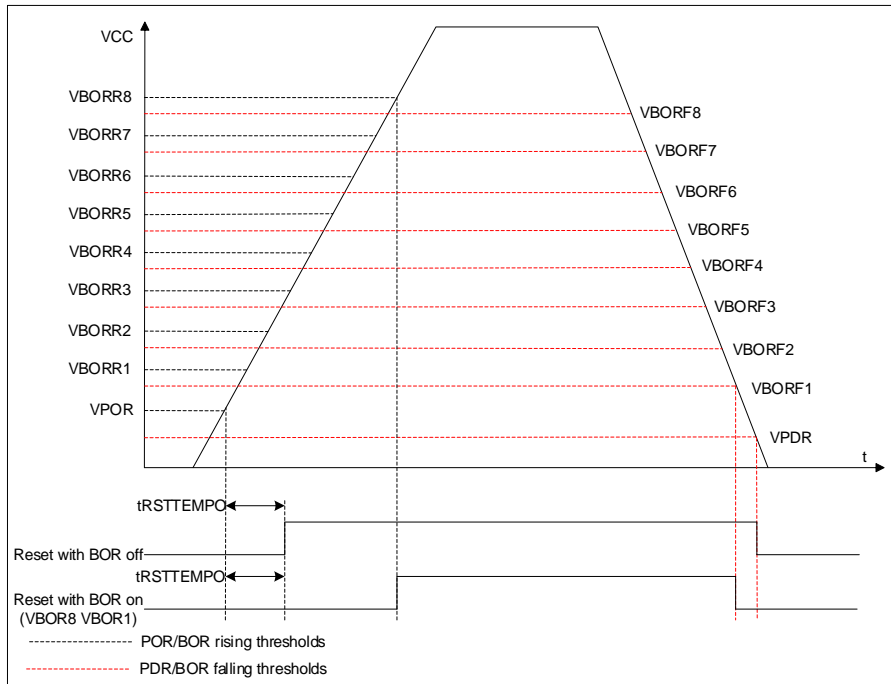 VCC
VBORR8
VBORR7
VBORR6
VBORR5
VBORR4
VBORR3
VBORR2
VBORR1
VPOR
VBORF8
VBORF7
VBORF6
VBORF5
VBORF4
VBORF3
VBORF2
VBORF1
VPDR
t
tRSTTEMPO
Reset with BOR off
tRSTTEMPO
Reset with BOR on
(VBOR8 VBOR1)
POR/BOR rising thresholds
PDR/BOR falling thresholds